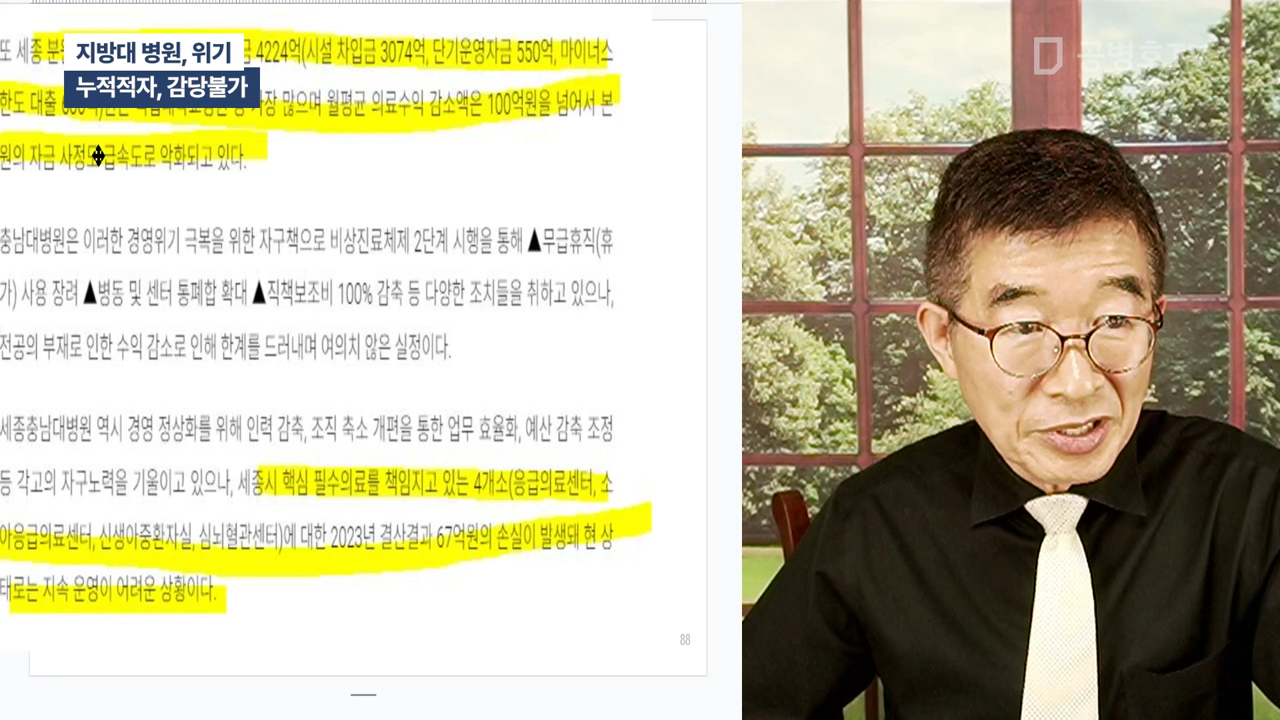 지방대 병원, 위기
누적적자, 감당불가
또 세종 분 금 4224억(시설 차입금 3074억, 단기운영자금 550억, 마이너스
한도 대출 많으며 월평균 의료수익 감소액은 100억원을 넘어서 본
원의 자금 사정도 급속도로 악화되고 있다.
충남대병원은 이러한 경영위기 극복을 위한 자구책으로 비상진료체제 2단계 시행을 통해 ▲무급휴직(휴
가) 사용 장려 ▲병동 및 센터 통폐합 확대 ▲직책보조비 100% 감축 등 다양한 조치들을 취하고 있으나,
전공의 부재로 인한 수익 감소로 인해 한계를 드러내며 여의치 않은 실정이다.
세종충남대병원 역시 경영 정상화를 위해 인력 감축, 조직 축소 개편을 통한 업무 효율화, 예산 감축 조정
등 각고의 자구노력을 기울이고 있으나, 세종시 핵심 필수의료를 책임지고 있는 4개소(응급의료센터, 소
아응급의료센터, 신생아중환자실, 심뇌혈관센터)에 대한 2023년 결산결과 67억원의 손실이 발생돼 현 상
태로는 지속 운영이 어려운 상황이다.
88
공병호